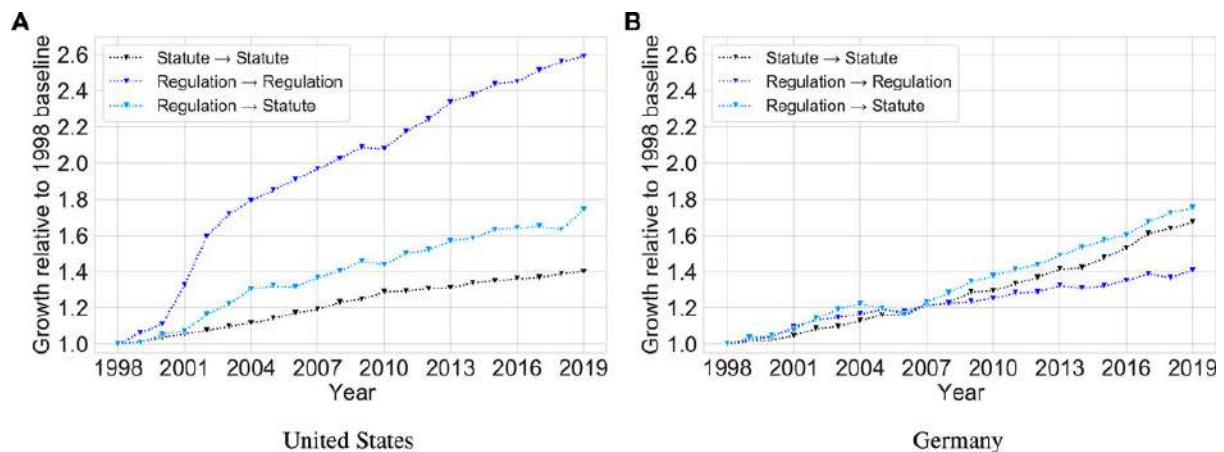 A
Growth relative to 1998 baseline
2.6
2.4
2.2
2.0
1.8
1.6
1.4
1.2
1.0
Statute → Statute
Regulation → Regulation
Regulation → Statute
1998 2001 2004 2007 2010 2013 2016 2019
Year
United States
B
Growth relative to 1998 baseline
2.6
2.4
2.2
2.0
1.8
1.6
1.4
1.2
1.0
Statute → Statute
Regulation → Regulation
Regulation → Statute
1998 2001 2004 2007 2010 2013 2016 2019
Year
Germany